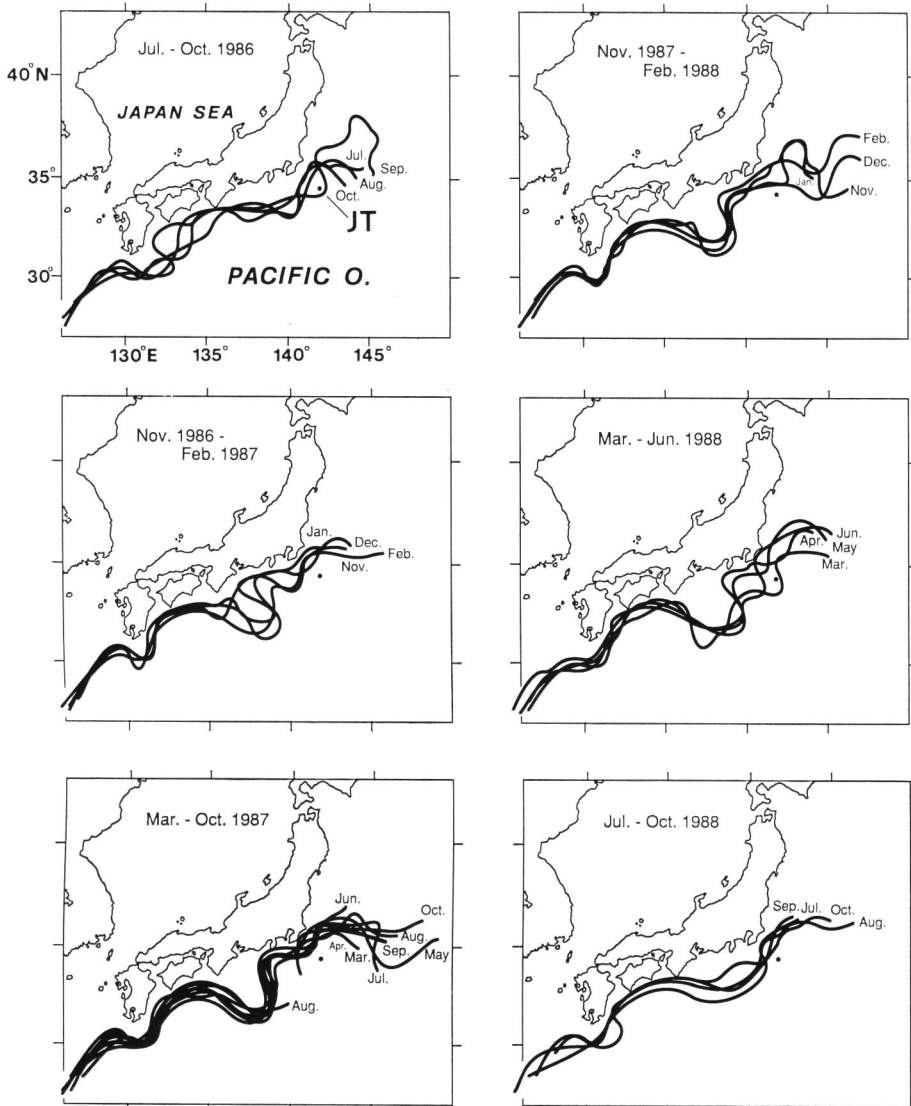 Jul. - Oct. 1986
40°N
JAPAN SEA
Jul.
Sep.
35°
Aug.
Oct.
JT
PACIFIC O.
30°
130°E 135° 140° 145°
Nov. 1987 -
Feb. 1988
Feb.
Dec.
Jan.
Nov.
Nov. 1986 -
Feb. 1987
Jan.
Dec.
Feb.
Nov.
Mar. - Jun. 1988
Jun.
Apr.
May
Mar.
Mar. - Oct. 1987
Jun.
Oct.
Aug.
Apr.
Sep.
Mar.
May
Jul.
Aug.
Jul. - Oct. 1988
Sep. Jul. Oct.
Aug.